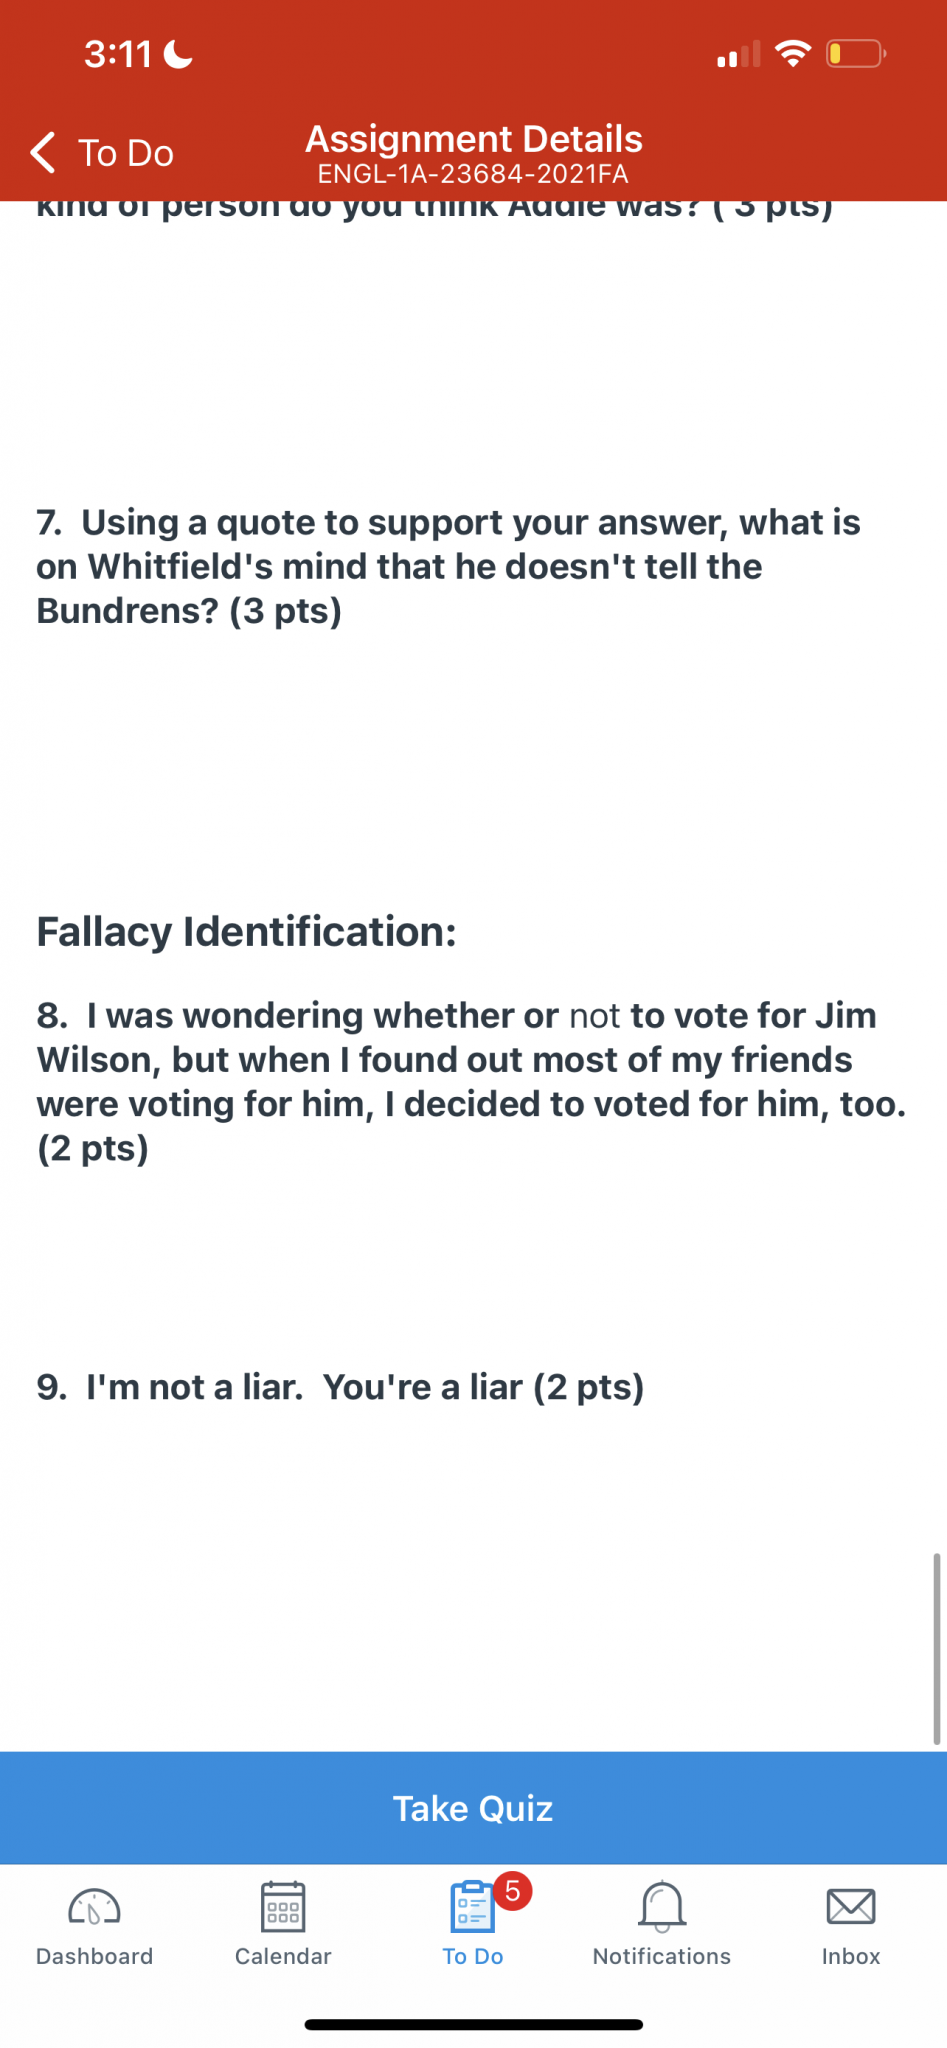 3:11
To Do
Assignment Details
ENGL-1A-23684-2021FA
kind of person do you think Addie was? ( 3 pts)
7.  Using a quote to support your answer, what is
on Whitfield's mind that he doesn't tell the
Bundrens? (3 pts)
Fallacy Identification:
8.  I was wondering whether or not to vote for Jim
Wilson, but when I found out most of my friends
were voting for him, I decided to voted for him, too.
(2 pts)
9.  I'm not a liar.  You're a liar (2 pts)
Take Quiz
5
Dashboard
Calendar
To Do
Notifications
Inbox